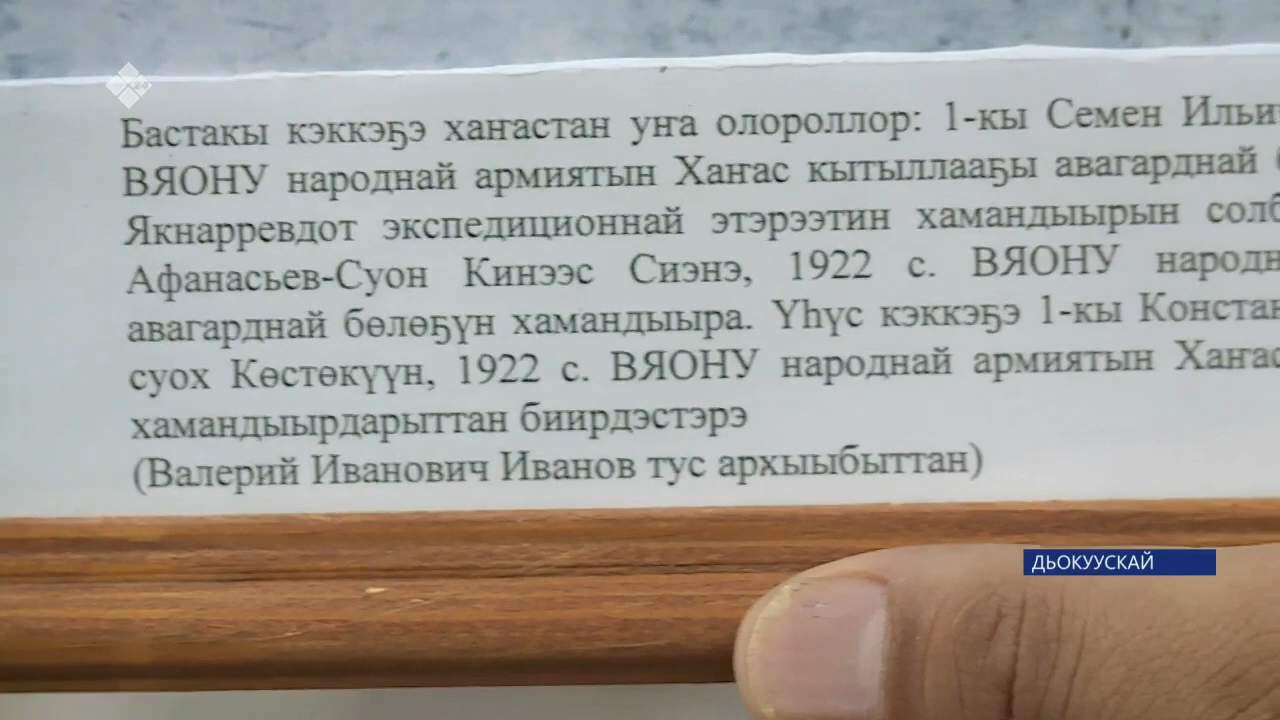 Бастакы кэккэҕэ хаҥастан уҥа олороллор: 1-кы Семен
ВЯОНУ народнай армиятын Хаҥас кытыллааҕы авагарднай
Якнарревдот экспедиционнай этэрээтин хамандыырын
Афанасьев-Суон Кинээс Сиэнэ, 1922 с. ВЯОНУ
авагарднай бөлөҕүн хамандыыра. Үһүс кэккэҕэ 1-кы
суох Көстөкүүн, 1922 с. ВЯОНУ народнай армиятын Хаҥас
хамандыырдарыттан биирдэстэрэ
(Валерий Иванович Иванов тус архыыбыттан)
ДЬОКУУСКАЙ